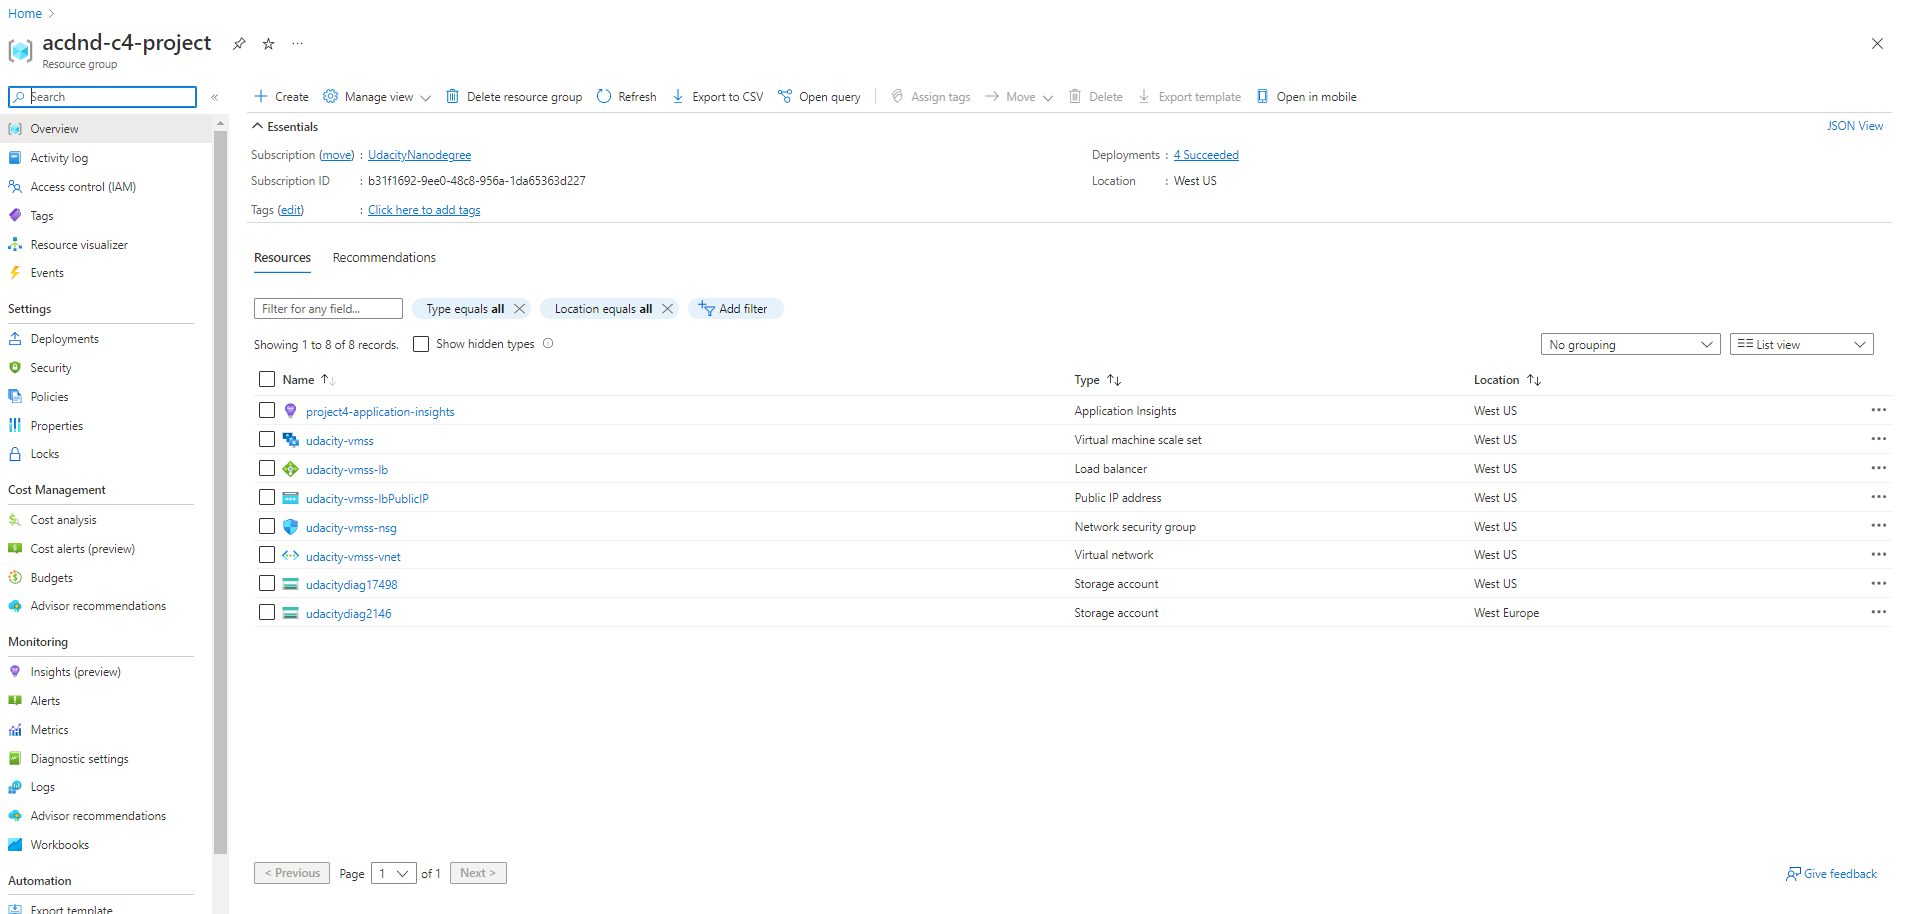 Home
acdnd-c4-project
Resource group
Search
Overview
Activity log
Access control (IAM)
Tags
Resource visualizer
Events
Settings
Deployments
Security
Policies
Properties
Locks
Cost Management
Cost analysis
Cost alerts (preview)
Budgets
Advisor recommendations
Monitoring
Insights (preview)
Alerts
Metrics
Diagnostic settings
Logs
Advisor recommendations
Workbooks
Automation
Export template
Create Manage view Delete resource group Refresh Export to CSV Open query Assign tags Move Delete Export template Open in mobile
Essentials JSON View
Subscription (move) : UdacityNanodegree Deployments : 4 Succeeded
Subscription ID : b31f1692-9ee0-48c8-956a-1da65363d227 Location : West US
Tags (edit) : Click here to add tags
Resources Recommendations
Filter for any field... Type equals all Location equals all Add filter
Showing 1 to 8 of 8 records. Show hidden types No grouping List view
Name Type Location
project4-application-insights Application Insights West US
udacity-vmss Virtual machine scale set West US
udacity-vmss-lb Load balancer West US
udacity-vmss-lbPublicIP Public IP address West US
udacity-vmss-nsg Network security group West US
udacity-vmss-vnet Virtual network West US
udacitydiag17498 Storage account West US
udacitydiag2146 Storage account West Europe
< Previous Page 1 of 1 Next > Give feedback